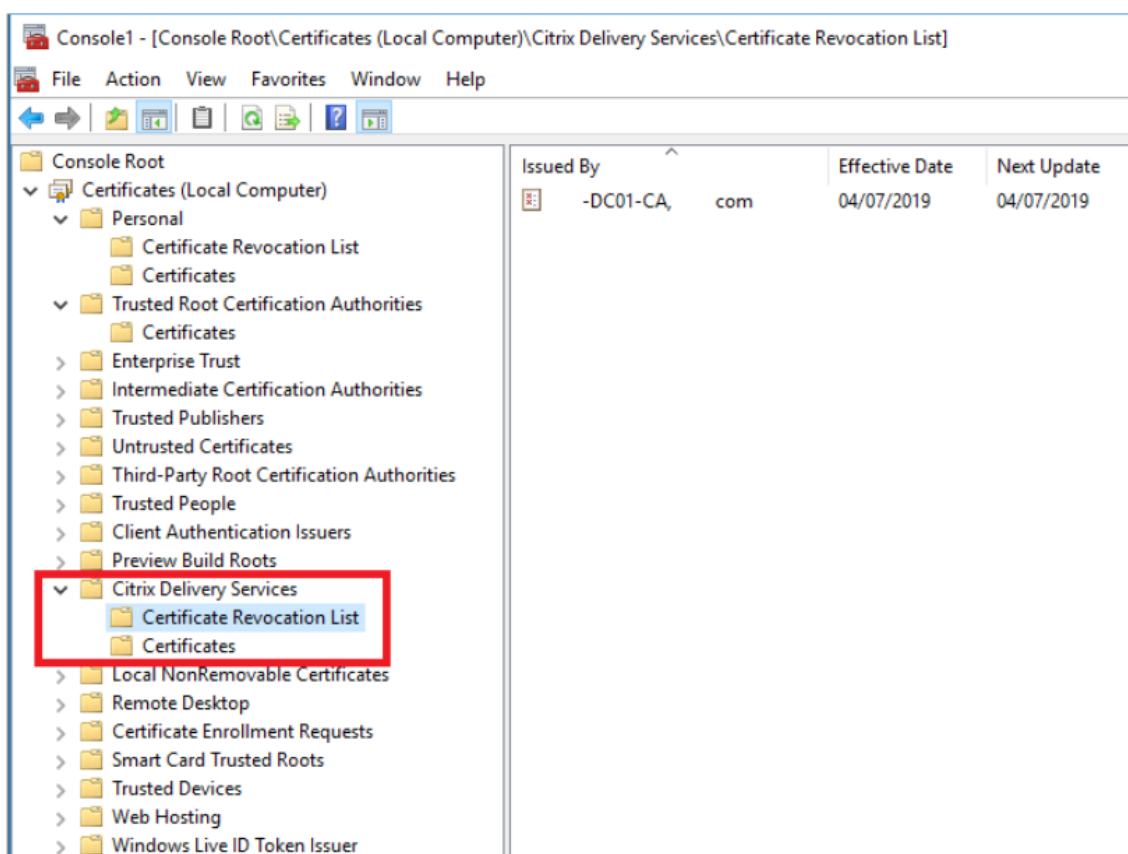 Console1 - [Console Root\Certificates (Local Computer)\Citrix Delivery Services\Certificate Revocation List]
File Action View Favorites Window Help
Console Root
Certificates (Local Computer)
Personal
Certificate Revocation List
Certificates
Trusted Root Certification Authorities
Certificates
Enterprise Trust
Intermediate Certification Authorities
Trusted Publishers
Untrusted Certificates
Third-Party Root Certification Authorities
Trusted People
Client Authentication Issuers
Preview Build Roots
Citrix Delivery Services
Certificate Revocation List
Certificates
Local NonRemovable Certificates
Remote Desktop
Certificate Enrollment Requests
Smart Card Trusted Roots
Trusted Devices
Web Hosting
Windows Live ID Token Issuer
Issued By Effective Date Next Update
-DC01-CA, com 04/07/2019 04/07/2019